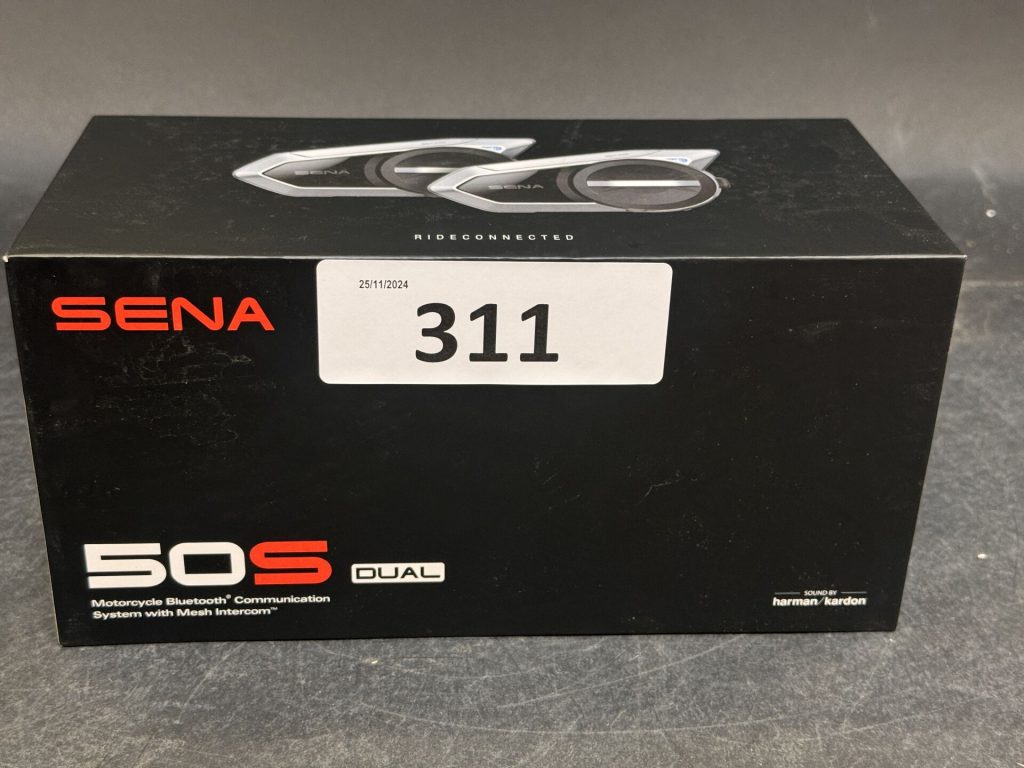 SENA
SENA
RIDECONNECTED
25/11/2024
311
SENA
50S DUAL
Motorcycle Bluetooth® Communication
System with Mesh Intercom™
SOUND BY
harman/kardon